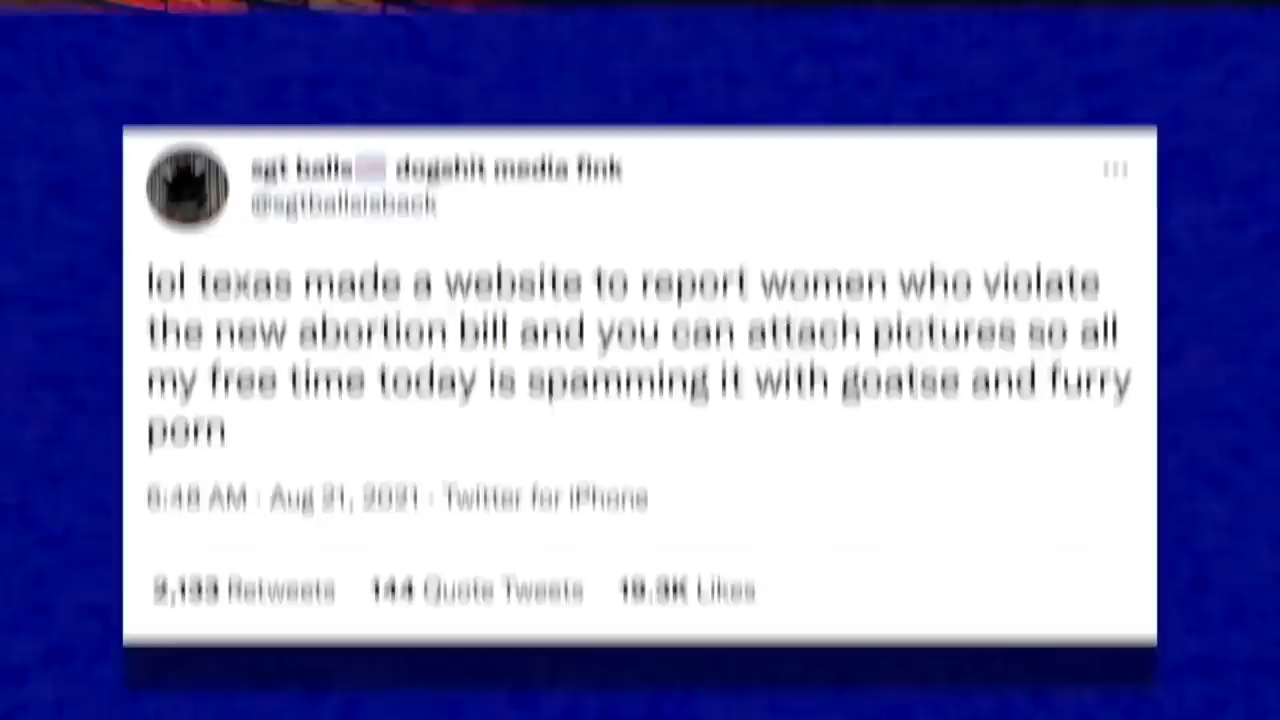 sgt balls dogshit media fink
@sgtballsisback
lol texas made a website to report women who violate
the new abortion bill and you can attach pictures so all
my free time today is spamming it with goatse and furry
porn
AM · Aug 21, 2021 · Twitter for iPhone
Retweets 144 Quote Tweets Likes